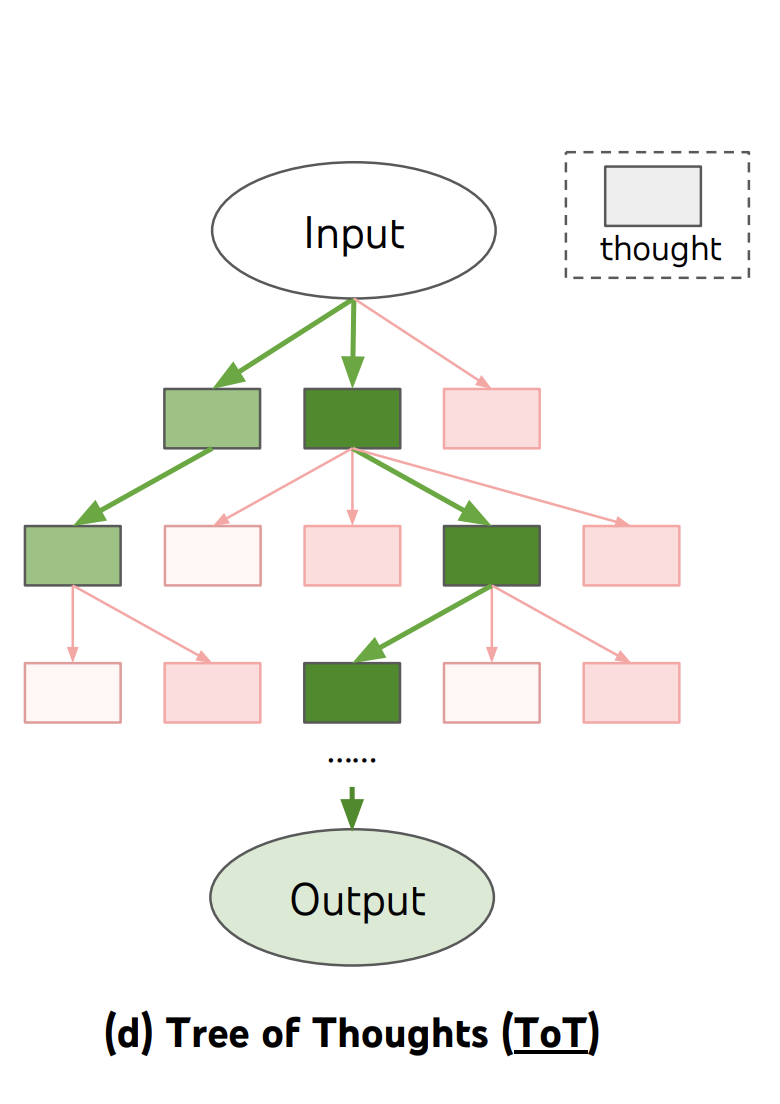 Input
thought
......
Output
(d) Tree of Thoughts (ToT)